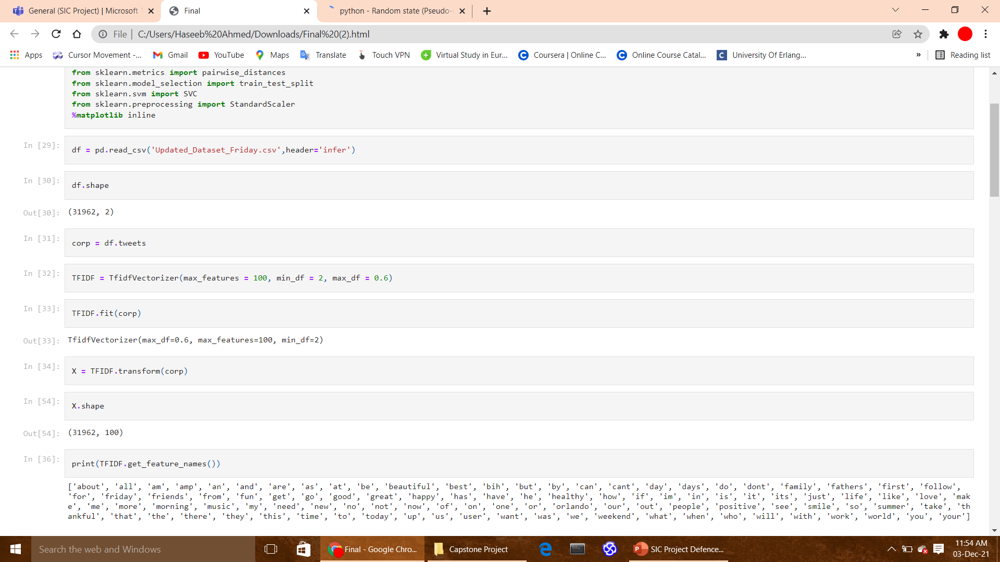 General (SIC Project) | Microsoft T
Final
python - Random state (Pseudo-r
File
C:/Users/Haseeb%20Ahmed/Downloads/Final%20(2).html
Apps
Cursor Movement -...
Gmail
YouTube
Maps
Translate
Touch VPN
Virtual Study in Eur...
Coursera | Online C...
Online Course Catal...
University Of Erlang...
»
Reading list
from sklearn.metrics import pairwise_distances
from sklearn.model_selection import train_test_split
from sklearn.svm import SVC
from sklearn.preprocessing import StandardScaler
%matplotlib inline
In [29]:
df = pd.read_csv('Updated_Dataset_Friday.csv',header='infer')
In [30]:
df.shape
Out[30]:
(31962, 2)
In [31]:
corp = df.tweets
In [32]:
TFIDF = TfidfVectorizer(max_features = 100, min_df = 2, max_df = 0.6)
In [33]:
TFIDF.fit(corp)
Out[33]:
TfidfVectorizer(max_df=0.6, max_features=100, min_df=2)
In [34]:
X = TFIDF.transform(corp)
In [54]:
X.shape
Out[54]:
(31962, 100)
In [36]:
print(TFIDF.get_feature_names())
['about', 'all', 'am', 'amp', 'an', 'and', 'are', 'as', 'at', 'be', 'beautiful', 'best', 'bih', 'but', 'by', 'can', 'cant', 'day', 'days', 'do', 'dont', 'family', 'fathers', 'first', 'follow',
'for', 'friday', 'friends', 'from', 'fun', 'get', 'go', 'good', 'great', 'happy', 'has', 'have', 'he', 'healthy', 'how', 'if', 'im', 'in', 'is', 'it', 'its', 'just', 'life', 'like', 'love', 'mak
e', 'me', 'more', 'morning', 'music', 'my', 'need', 'new', 'no', 'not', 'now', 'of', 'on', 'one', 'or', 'orlando', 'our', 'out', 'people', 'positive', 'see', 'smile', 'so', 'summer', 'take', 'th
ankful', 'that', 'the', 'there', 'they', 'this', 'time', 'to', 'today', 'up', 'us', 'user', 'want', 'was', 'we', 'weekend', 'what', 'when', 'who', 'will', 'with', 'work', 'world', 'you', 'your']
Search the web and Windows
Final - Google Chro...
Capstone Project
SIC Project Defence...
11:54 AM
03-Dec-21